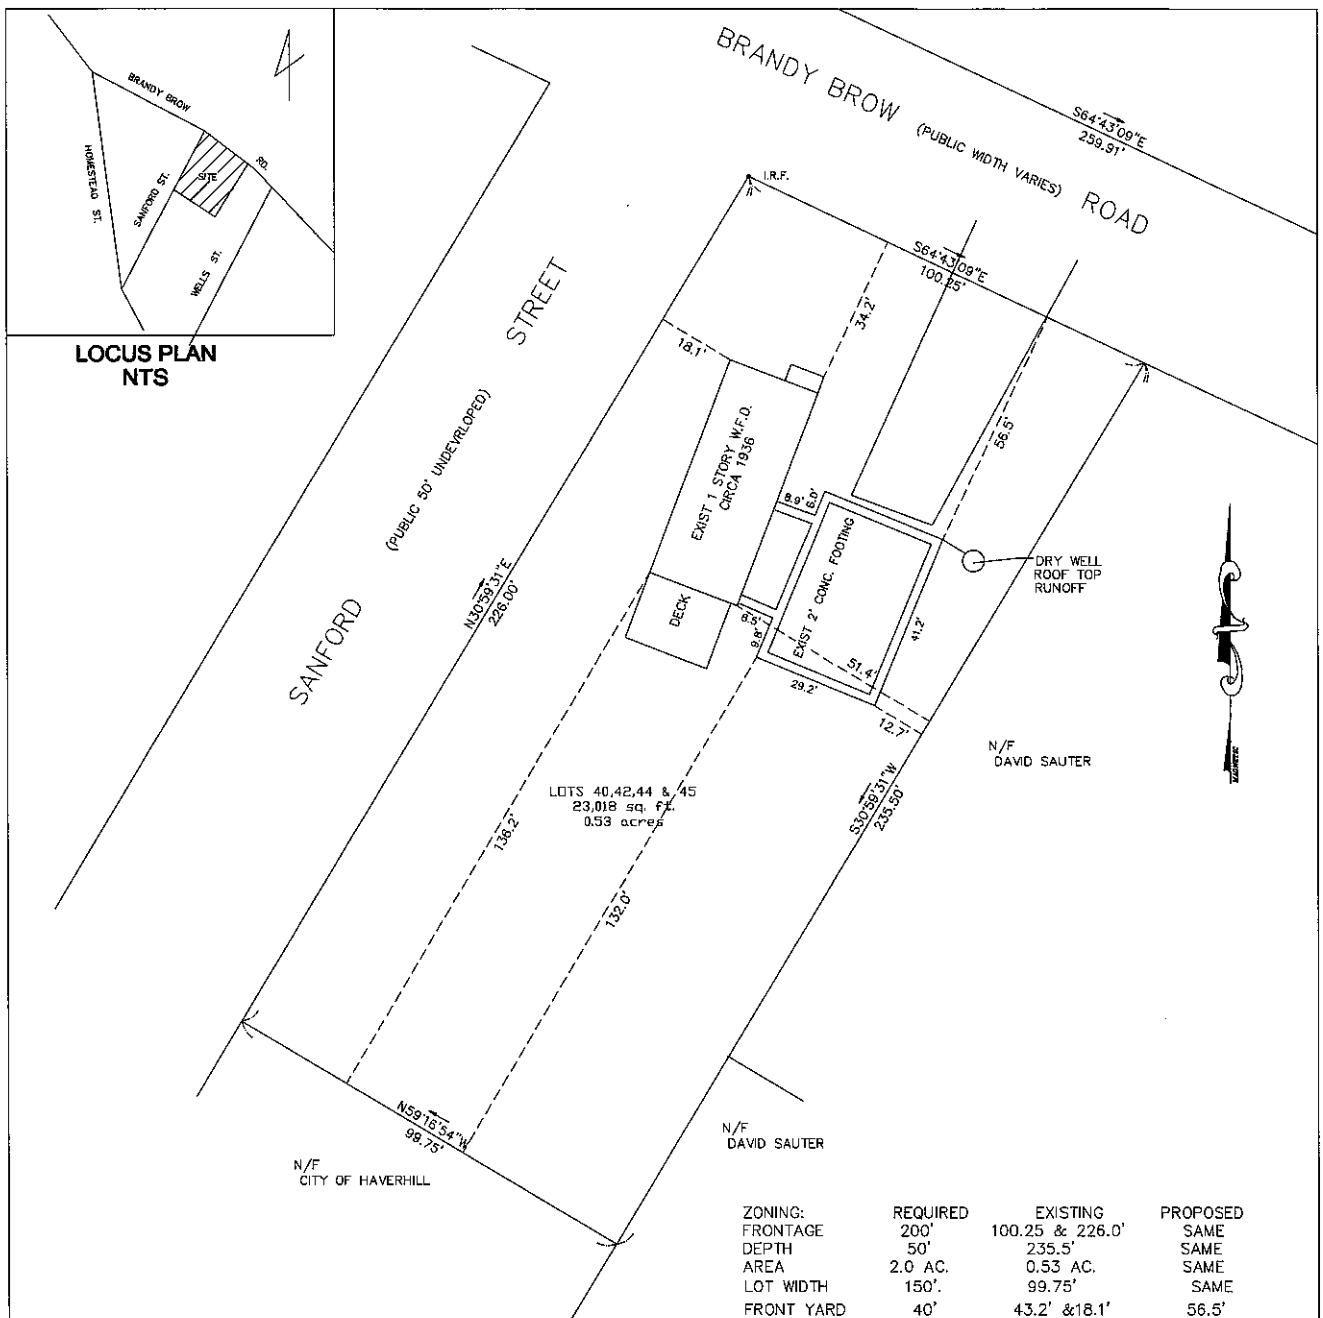 BRANDY BROW
RD.
HOMESTEAD ST.
SANFORD ST.
SITE
WELLS ST.
LOCUS PLAN
NTS
BRANDY BROW (PUBLIC WIDTH VARIES) ROAD
S64°43'09"E
259.91'
I.R.F.
S64°43'09"E
100.25'
SANFORD (PUBLIC 50' UNDEVRLOPED) STREET
18.1'
34.2'
56.5'
EXIST 1 STORY W.F.D.
CIRCA 1936
8.9'
6.0'
EXIST 2' CONC. FOOTING
DRY WELL
ROOF TOP
RUNOFF
N30°59'31"E
226.00'
DECK
9.8'
41.2'
51.4'
29.2'
12.7'
N/F
DAVID SAUTER
MAGNETIC
LOTS 40,42,44 & 45
23,018 sq. ft.
0.53 acres
S30°59'31"W
235.50'
136.2'
132.0'
N59°16'54"W
99.75'
N/F
CITY OF HAVERHILL
N/F
DAVID SAUTER
ZONING: REQUIRED EXISTING PROPOSED
FRONTAGE 200' 100.25 & 226.0' SAME
DEPTH 50' 235.5' SAME
AREA 2.0 AC. 0.53 AC. SAME
LOT WIDTH 150'. 99.75' SAME
FRONT YARD 40' 43.2' &18.1' 56.5'